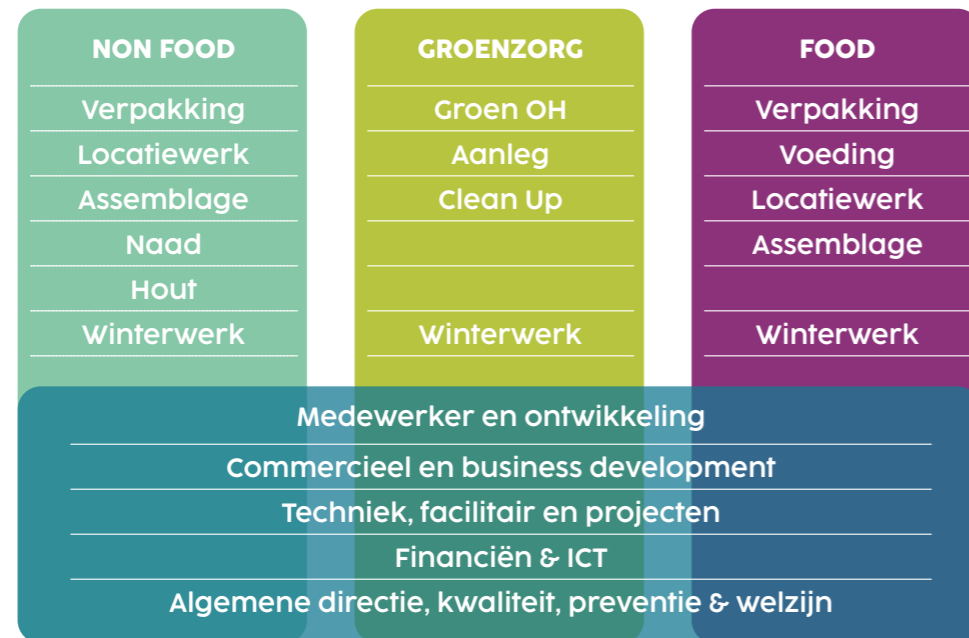 NON FOOD
Verpakking
Locatiewerk
Assemblage
Naad
Hout
Winterwerk
GROENZORG
Groen OH
Aanleg
Clean Up
Winterwerk
FOOD
Verpakking
Voeding
Locatiewerk
Assemblage
Winterwerk
Medewerker en ontwikkeling
Commercieel en business development
Techniek, facilitair en projecten
Financiën & ICT
Algemene directie, kwaliteit, preventie & welzijn